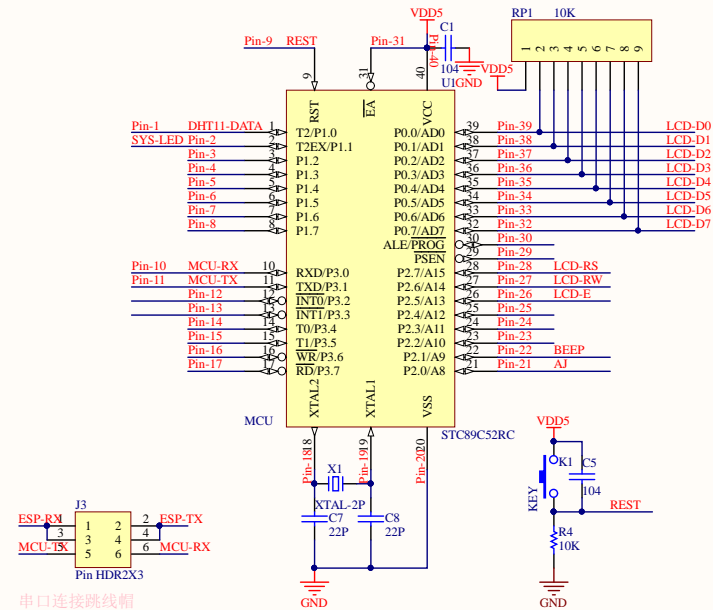 VDD5
RP1 10K
Pin-9 REST
Pin-31
Pin-40
C1
104
GND
VDD5
1 2 3 4 5 6 7 8 9
9
31
40
U1
RST
EA
VCC
Pin-1 DHT11-DATA 1 T2/P1.0
SYS-LED Pin-2 2 T2EX/P1.1
Pin-3 3 P1.2
Pin-4 4 P1.3
Pin-5 5 P1.4
Pin-6 6 P1.5
Pin-7 7 P1.6
Pin-8 8 P1.7
P0.0/AD0 39 Pin-39 LCD-D0
P0.1/AD1 38 Pin-38 LCD-D1
P0.2/AD2 37 Pin-37 LCD-D2
P0.3/AD3 36 Pin-36 LCD-D3
P0.4/AD4 35 Pin-35 LCD-D4
P0.5/AD5 34 Pin-34 LCD-D5
P0.6/AD6 33 Pin-33 LCD-D6
P0.7/AD7 32 Pin-32 LCD-D7
ALE/PROG 30 Pin-30
PSEN 29 Pin-29
Pin-10 MCU-RX 10 RXD/P3.0
Pin-11 MCU-TX 11 TXD/P3.1
Pin-12 12 INT0/P3.2
Pin-13 13 INT1/P3.3
Pin-14 14 T0/P3.4
Pin-15 15 T1/P3.5
Pin-16 16 WR/P3.6
Pin-17 17 RD/P3.7
P2.7/A15 28 Pin-28 LCD-RS
P2.6/A14 27 Pin-27 LCD-RW
P2.5/A13 26 Pin-26 LCD-E
P2.4/A12 25 Pin-25
P2.3/A11 24 Pin-24
P2.2/A10 23 Pin-23
P2.1/A9 22 Pin-22 BEEP
P2.0/A8 21 Pin-21 AJ
XTAL2
XTAL1
VSS
MCU
STC89C52RC
18
19
20
Pin-18
Pin-19
Pin-20
X1
XTAL-2P
C7
22P
C8
22P
GND
VDD5
K1
KEY
C5
104
REST
R4
10K
GND
J3
ESP-RX 1 1 2 2 ESP-TX
3 3 4 4
MCU-TX 5 5 6 6 MCU-RX
Pin HDR2X3
串口连接跳线帽